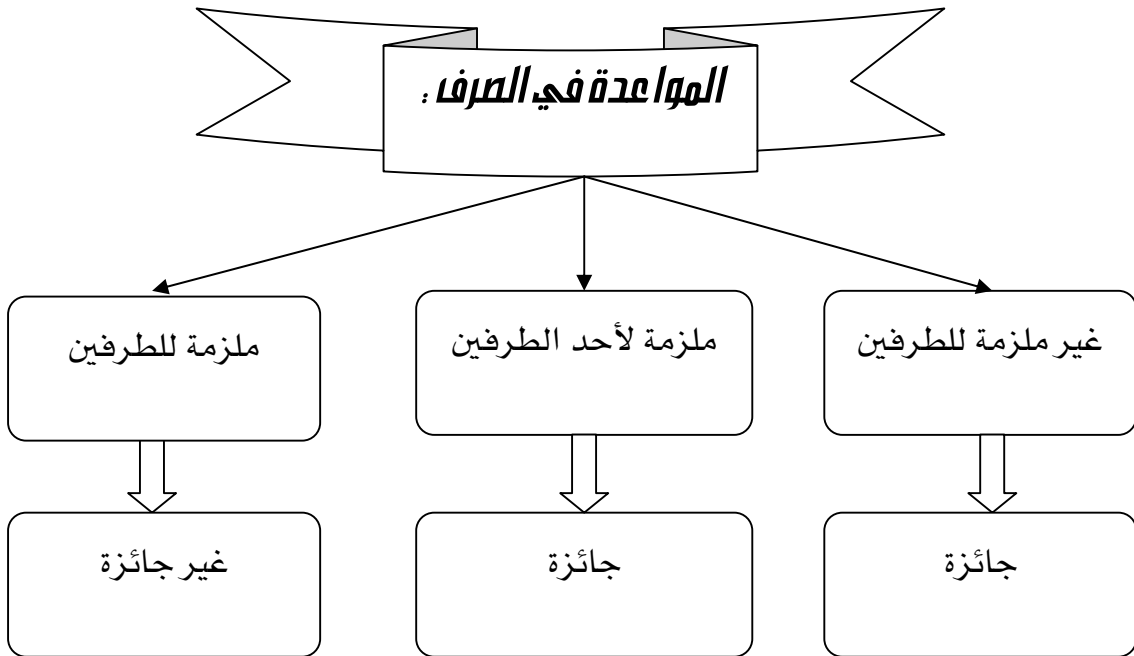 المواعدة في الصرف :
غير ملزمة للطرفين
ملزمة لأحد الطرفين
ملزمة للطرفين
جائزة
جائزة
غير جائزة